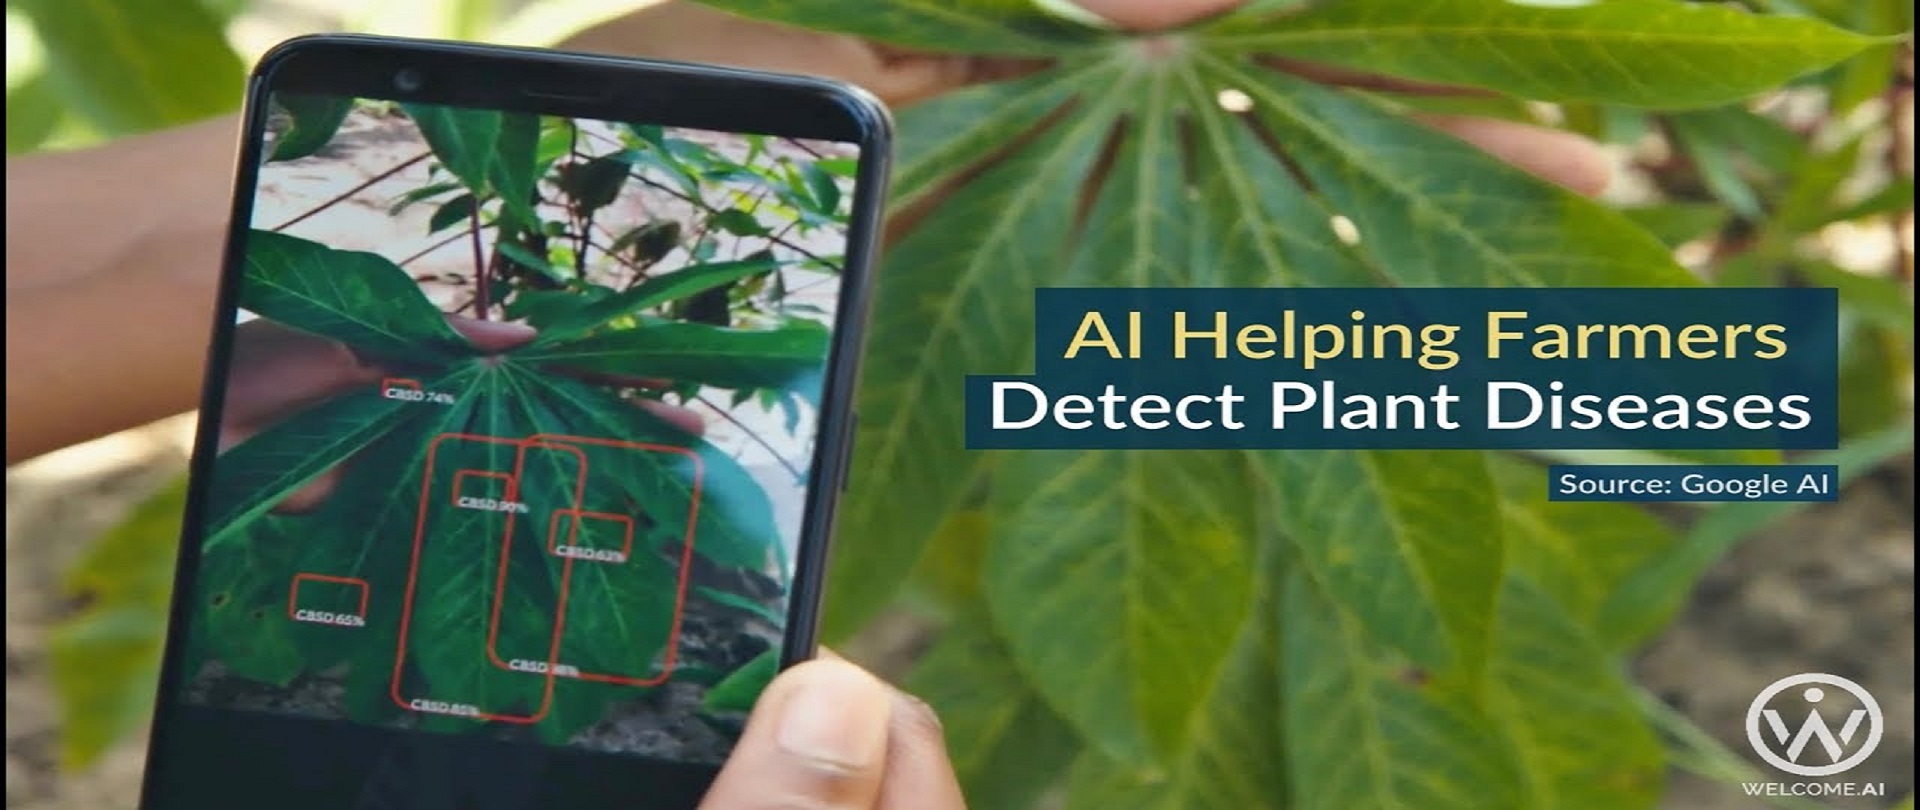 AI Helping Farmers
Detect Plant Diseases
Source: Google AI
CBSD 74%
CBSD 90%
CBSD 62%
CBSD 65%
CBSD
CBSD 85%
WELCOME.AI